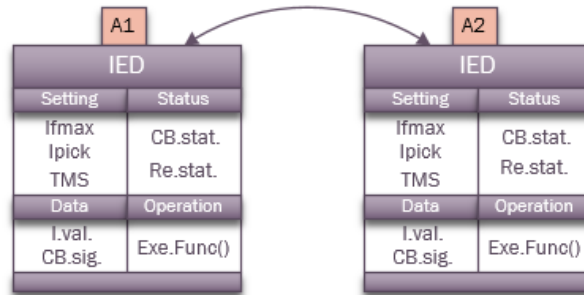 A1
IED
Setting Status
Ifmax
Ipick
TMS
CB.stat.
Re.stat.
Data Operation
I.val.
CB.sig.
Exe.Func()
A2
IED
Setting Status
Ifmax
Ipick
TMS
CB.stat.
Re.stat.
Data Operation
I.val.
CB.sig.
Exe.Func()